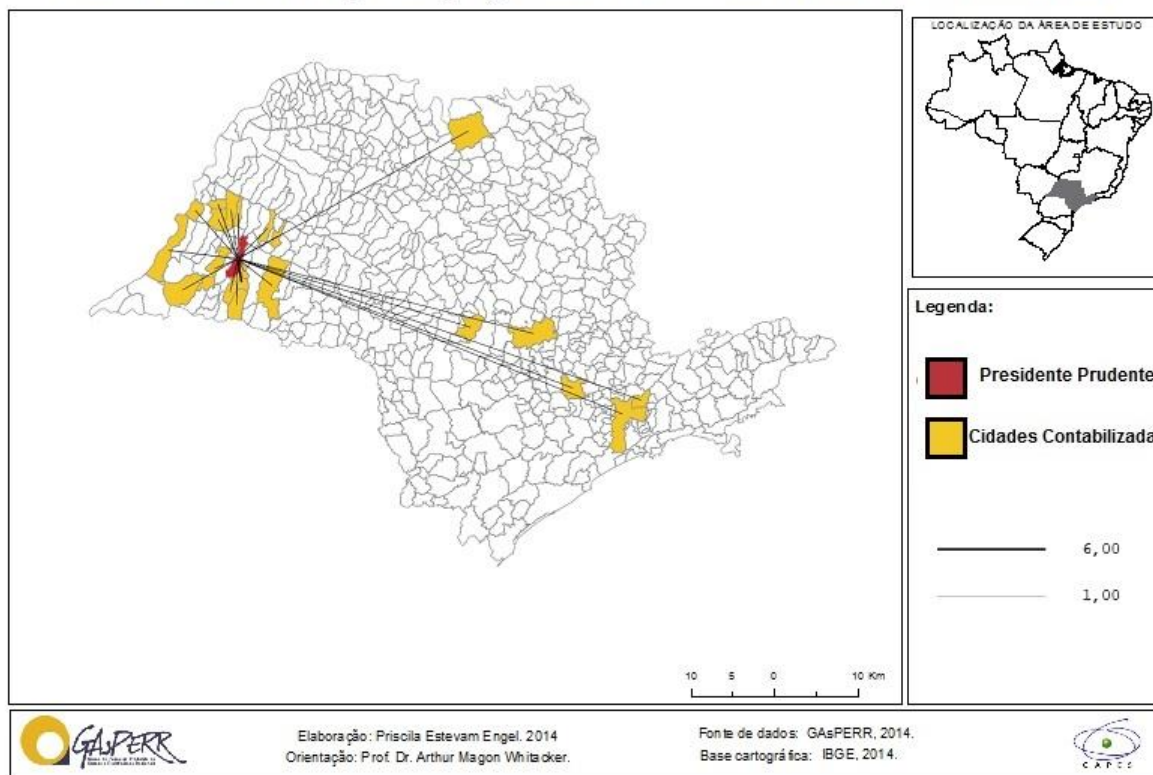 LOCALIZAÇÃO DA ÁREA DE ESTUDO
Legenda:
Presidente Prudente
Cidades Contabilizada
6,00
1,00
10 5 0 10 Km
GAsPERR
Elaboração: Priscila Estevam Engel. 2014
Orientação: Prof. Dr. Arthur Magon Whitacker.
Fonte de dados: GAsPERR, 2014.
Base cartográfica: IBGE, 2014.
CAPES